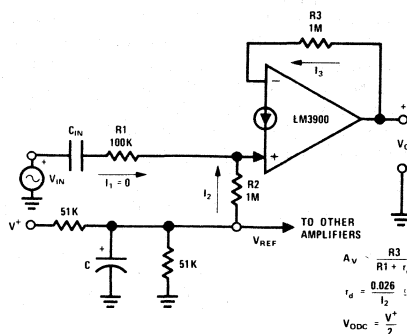 R3
1M
I3
−
LM3900
+
CIN
R1
100K
+
VIN
I1 = 0
I2
R2
1M
+
V+
51K
+
C
51K
VREF
TO OTHER
AMPLIFIERS
AV
R3
R1 +
rd = 0.026
I2
VODC = V+
2